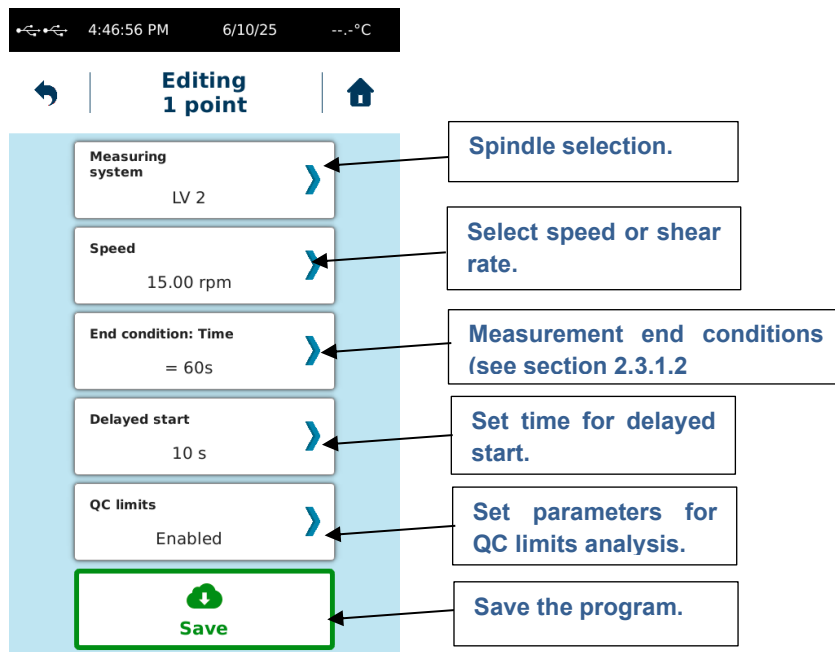 4:46:56 PM 6/10/25 --.-°C
Editing
1 point
Measuring
system
LV 2
Spindle selection.
Speed
15.00 rpm
Select speed or shear
rate.
End condition: Time
= 60s
Measurement end conditions
(see section 2.3.1.2
Delayed start
10 s
Set time for delayed
start.
QC limits
Enabled
Set parameters for
QC limits analysis.
Save
Save the program.